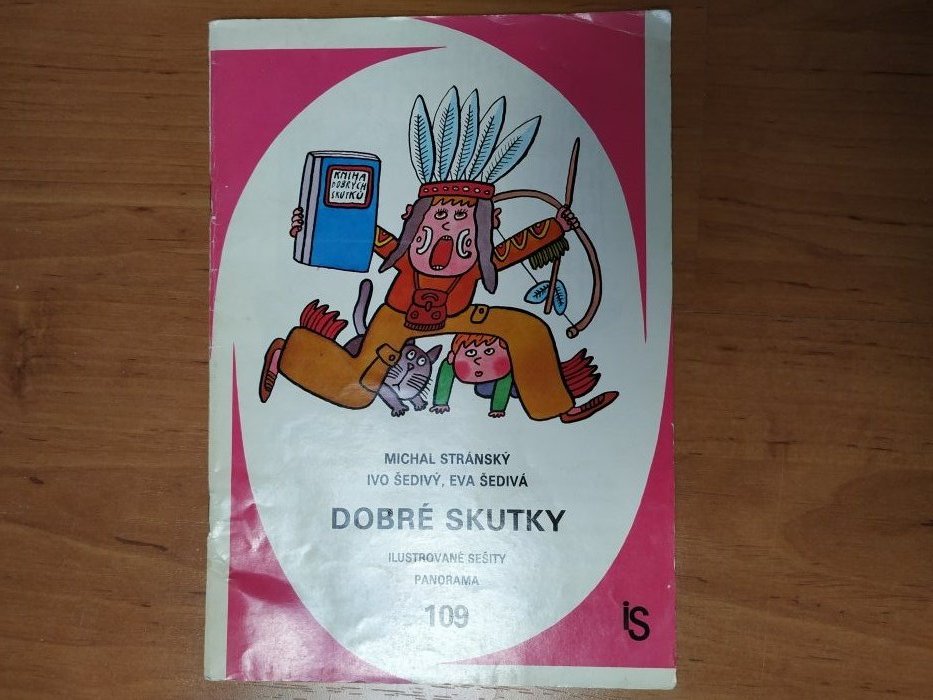 KNIHA
DOBRÝCH
SKUTKŮ
MICHAL STRÁNSKÝ
IVO ŠEDIVÝ, EVA ŠEDIVÁ
DOBRÉ SKUTKY
ILUSTROVANÉ SEŠITY
PANORAMA
109
iS